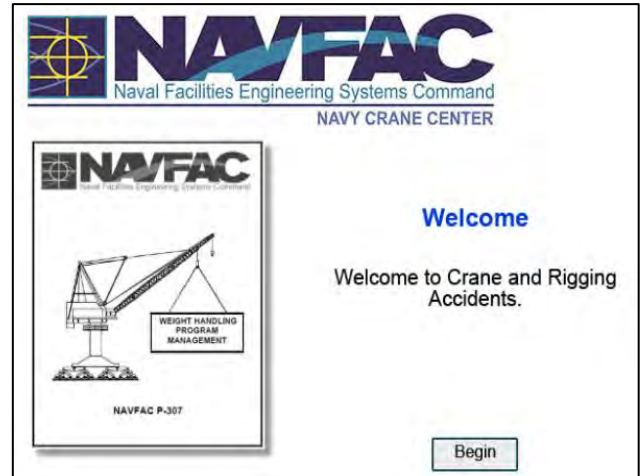 NAVFAC
Naval Facilities Engineering Systems Command
NAVY CRANE CENTER
NAVFAC
Naval Facilities Engineering Systems Command
WEIGHT HANDLING
PROGRAM
MANAGEMENT
NAVFAC P-307
Welcome
Welcome to Crane and Rigging
Accidents.
Begin